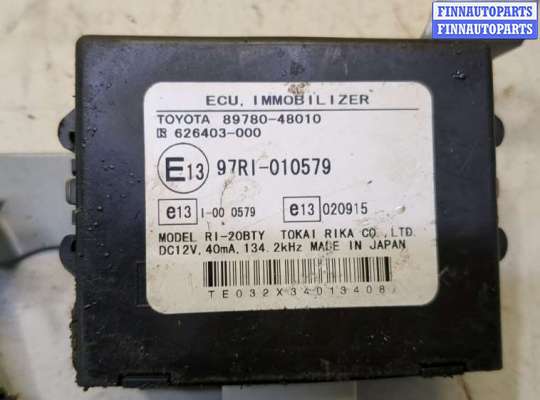 FINNAUTOPARTS
FINNAUTOPARTS
ECU, IMMOBILIZER
TOYOTA 89780-48010
626403-000
E13 97RI-010579
e13 I-00 0579 e13 020915
MODEL RI-20BTY TOKAI RIKA CO.,LTD.
DC12V, 40mA, 134.2kHz MADE IN JAPAN
TE032X34013408